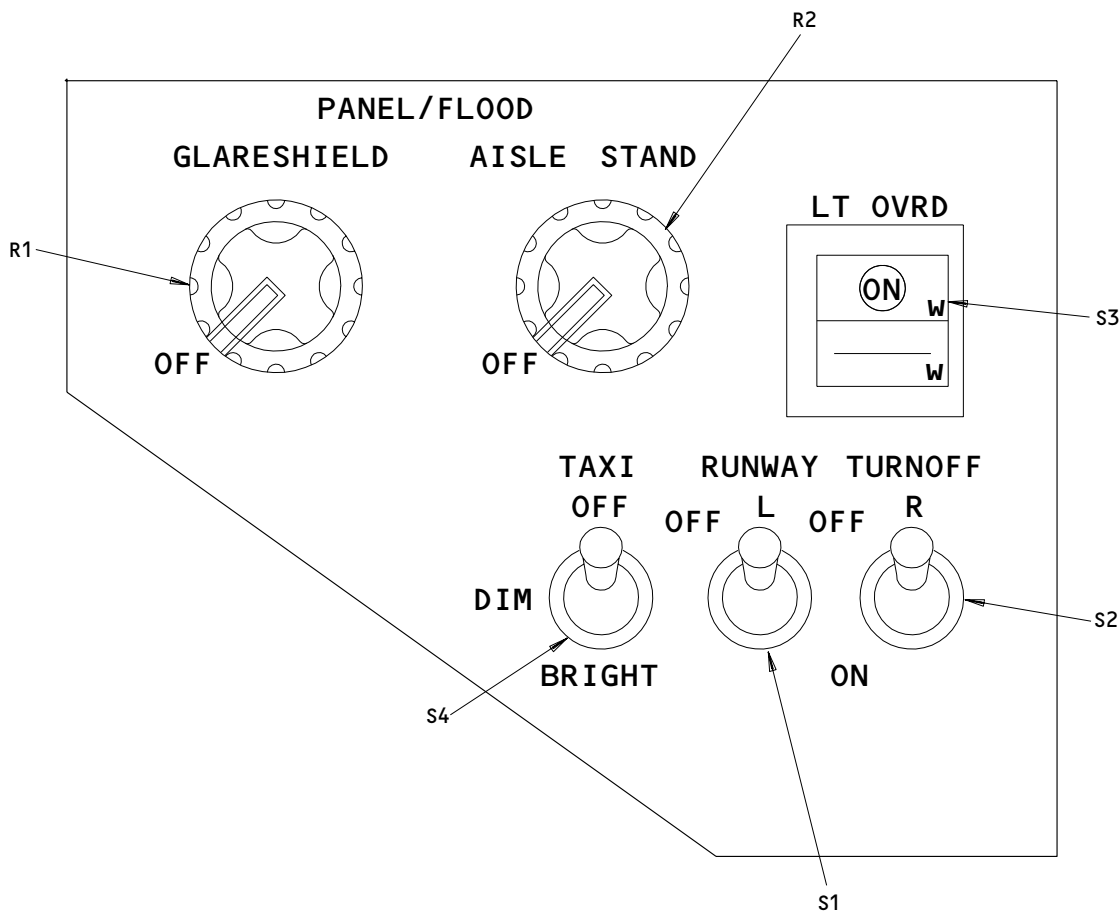 R2
PANEL/FLOOD
GLARESHIELD
AISLE STAND
LT OVRD
R1
ON
W
S3
W
OFF
OFF
TAXI
RUNWAY TURNOFF
OFF
OFF
L
OFF
R
DIM
S2
BRIGHT
ON
S4
S1